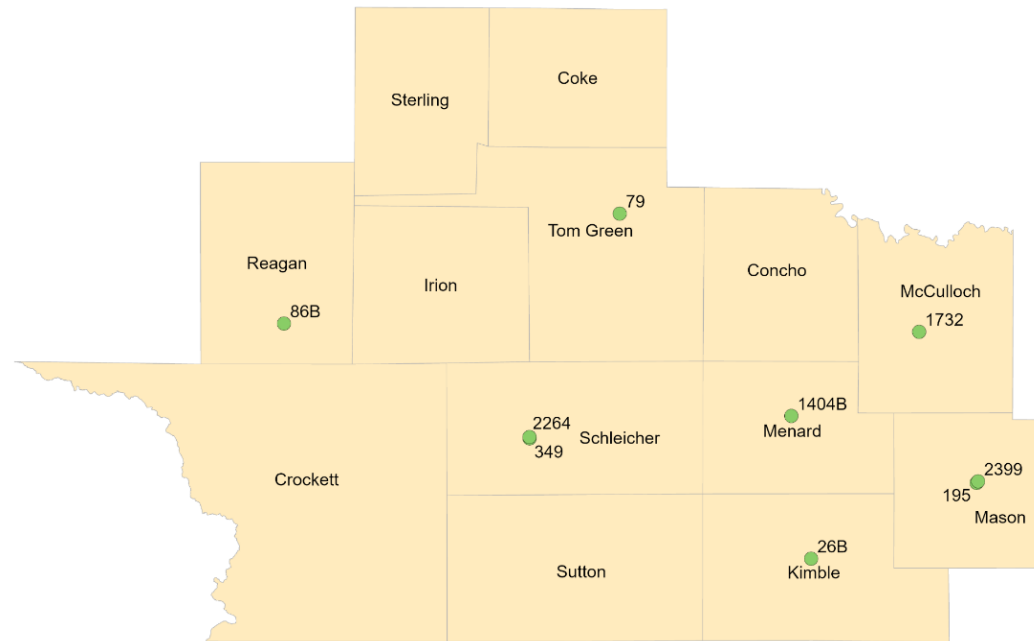 Coke
Sterling
79
Tom Green
Reagan
Concho
Irion
McCulloch
86B
1732
1404B
2264
Menard
Schleicher
349
2399
Crockett
195
Mason
26B
Sutton
Kimble